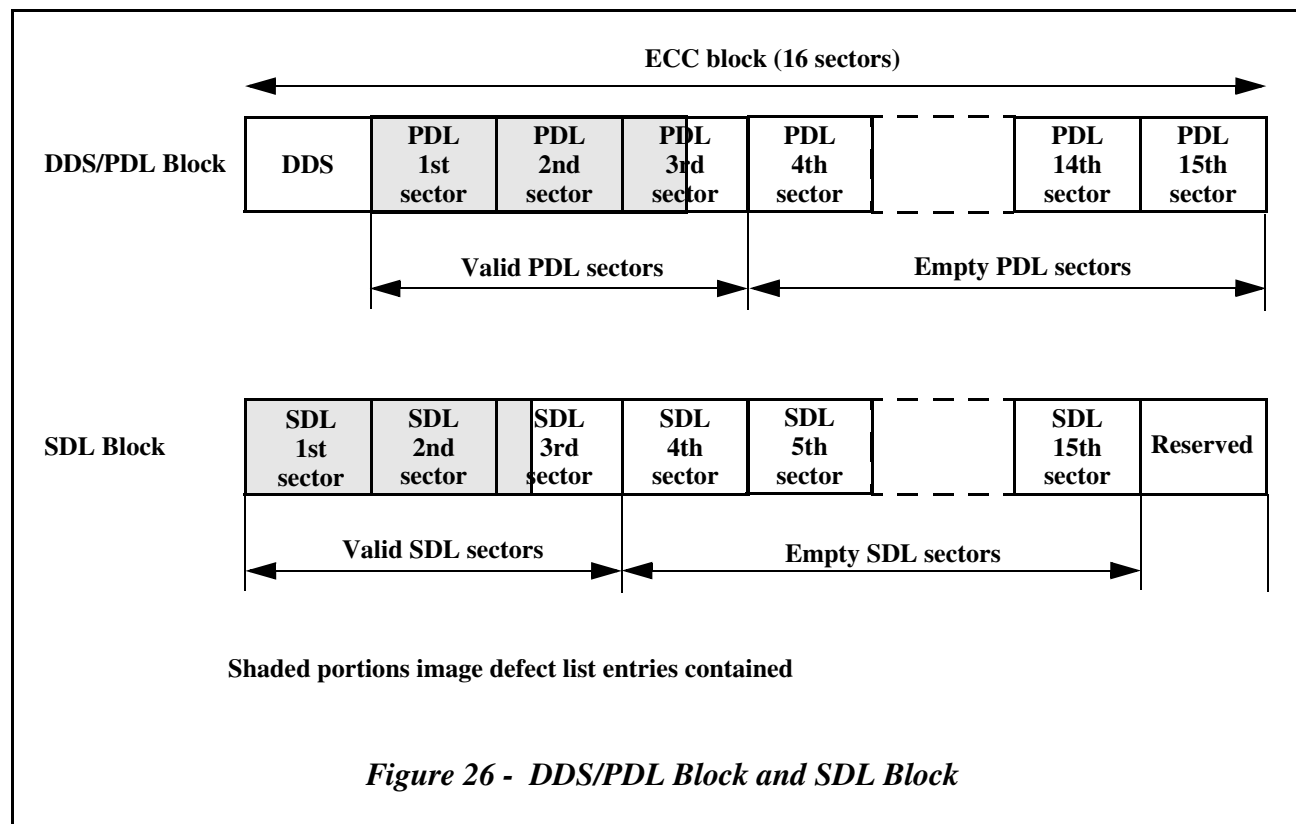 ECC block (16 sectors)
DDS/PDL Block
DDS
PDL
1st
sector
PDL
2nd
sector
PDL
3rd
sector
PDL
4th
sector
PDL
14th
sector
PDL
15th
sector
Valid PDL sectors
Empty PDL sectors
SDL Block
SDL
1st
sector
SDL
2nd
sector
SDL
3rd
sector
SDL
4th
sector
SDL
5th
sector
SDL
15th
sector
Reserved
Valid SDL sectors
Empty SDL sectors
Shaded portions image defect list entries contained
Figure 26 - DDS/PDL Block and SDL Block